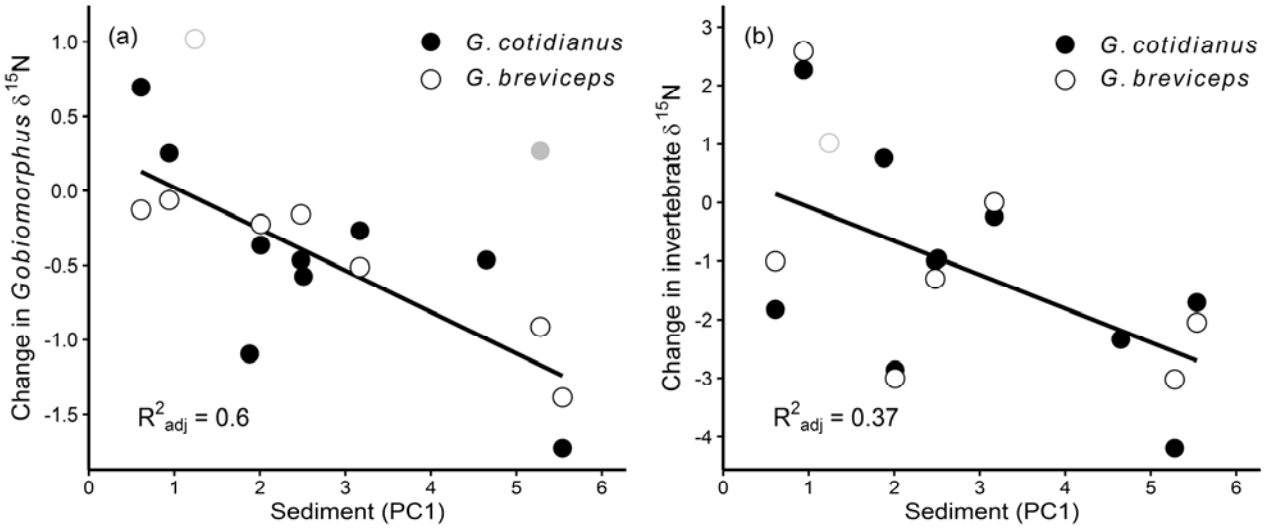 (a)
G. cotidianus
G. breviceps
Change in Gobiomorphus δ ¹⁵N
1.0
0.5
0.0
-0.5
-1.0
-1.5
R²adj = 0.6
0 1 2 3 4 5 6
Sediment (PC1)
(b)
G. cotidianus
G. breviceps
Change in invertebrate δ ¹⁵N
3
2
1
0
-1
-2
-3
-4
R²adj = 0.37
0 1 2 3 4 5 6
Sediment (PC1)